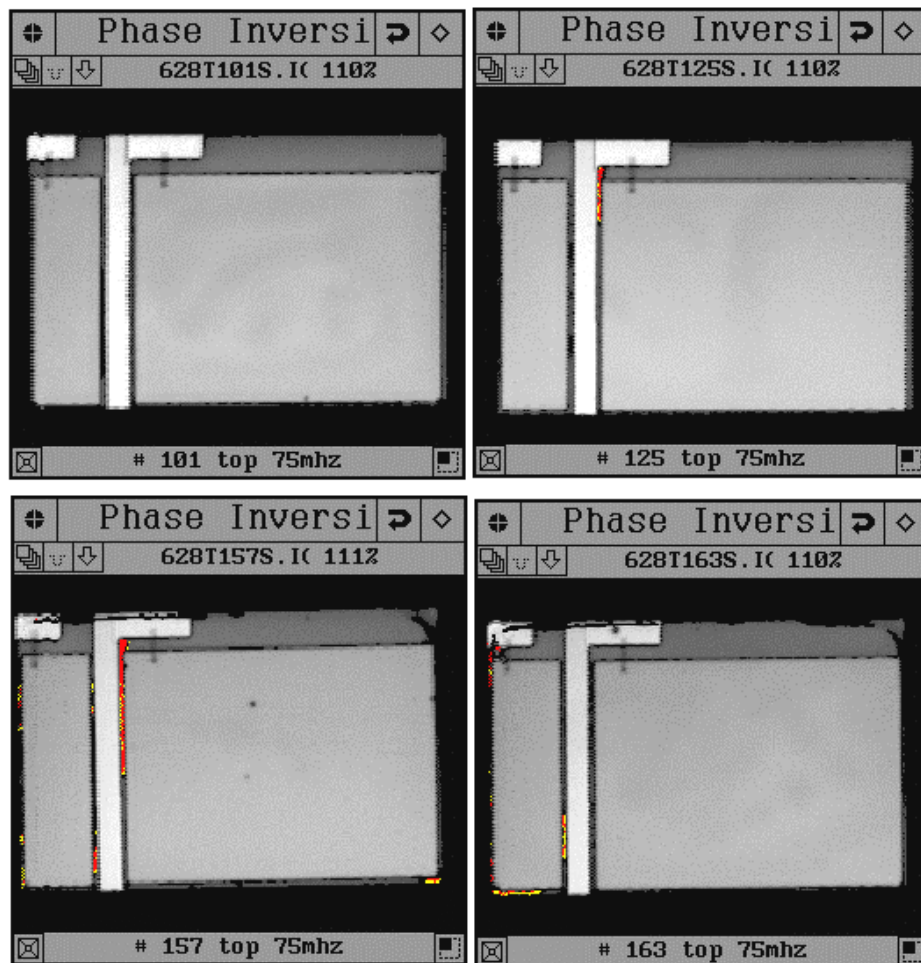 Phase Inversi
628T101S.I( 110%
# 101 top 75mhz
Phase Inversi
628T125S.I( 110%
# 125 top 75mhz
Phase Inversi
628T157S.I( 111%
# 157 top 75mhz
Phase Inversi
628T163S.I( 110%
# 163 top 75mhz